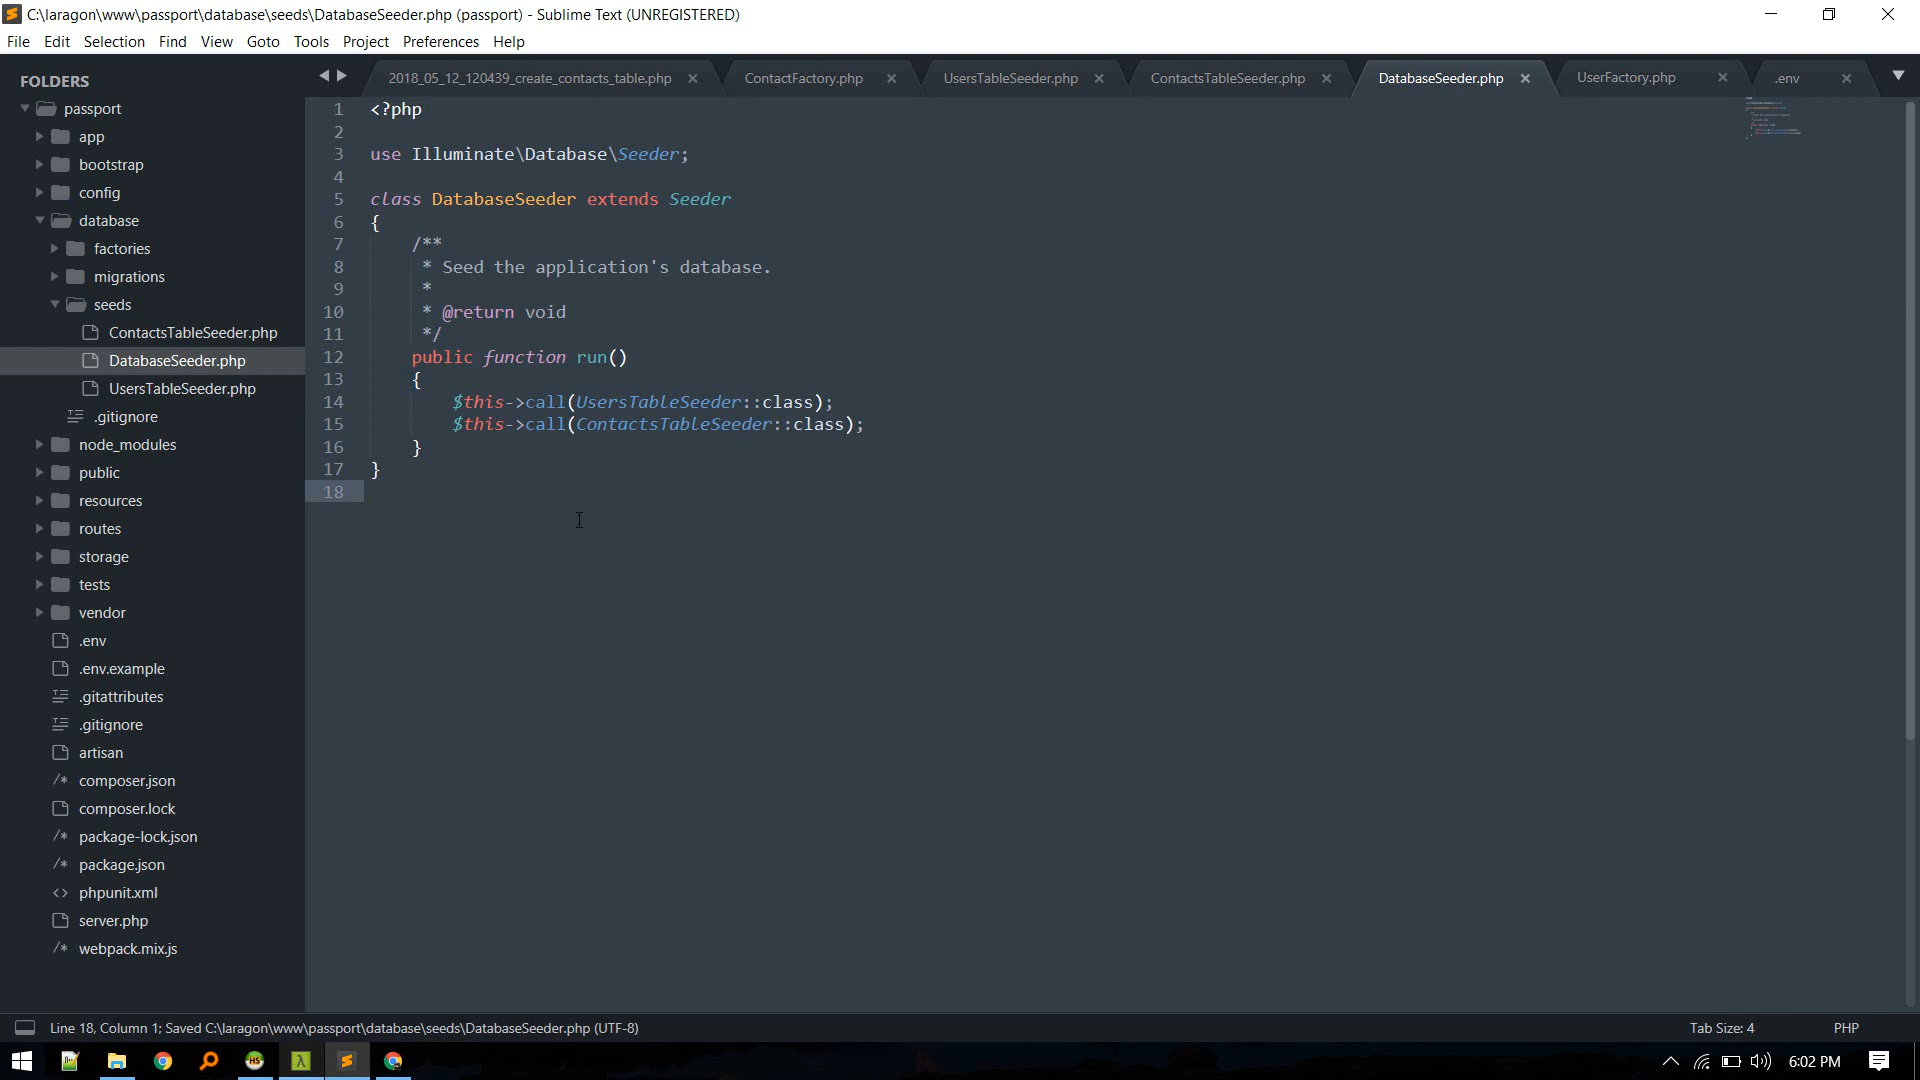 C:\laragon\www\passport\database\seeds\DatabaseSeeder.php (passport) - Sublime Text (UNREGISTERED)
File Edit Selection Find View Goto Tools Project Preferences Help
FOLDERS
passport
app
bootstrap
config
database
factories
migrations
seeds
ContactsTableSeeder.php
DatabaseSeeder.php
UsersTableSeeder.php
.gitignore
node_modules
public
resources
routes
storage
tests
vendor
.env
.env.example
.gitattributes
.gitignore
artisan
composer.json
composer.lock
package-lock.json
package.json
phpunit.xml
server.php
webpack.mix.js
2018_05_12_120439_create_contacts_table.php ContactFactory.php UsersTableSeeder.php ContactsTableSeeder.php DatabaseSeeder.php UserFactory.php .env
1 <?php
2
3 use Illuminate\Database\Seeder;
4
5 class DatabaseSeeder extends Seeder
6 {
7     /**
8      * Seed the application's database.
9      *
10      * @return void
11      */
12     public function run()
13     {
14         $this->call(UsersTableSeeder::class);
15         $this->call(ContactsTableSeeder::class);
16     }
17 }
18
Line 18, Column 1; Saved C:\laragon\www\passport\database\seeds\DatabaseSeeder.php (UTF-8) Tab Size: 4 PHP
6:02 PM